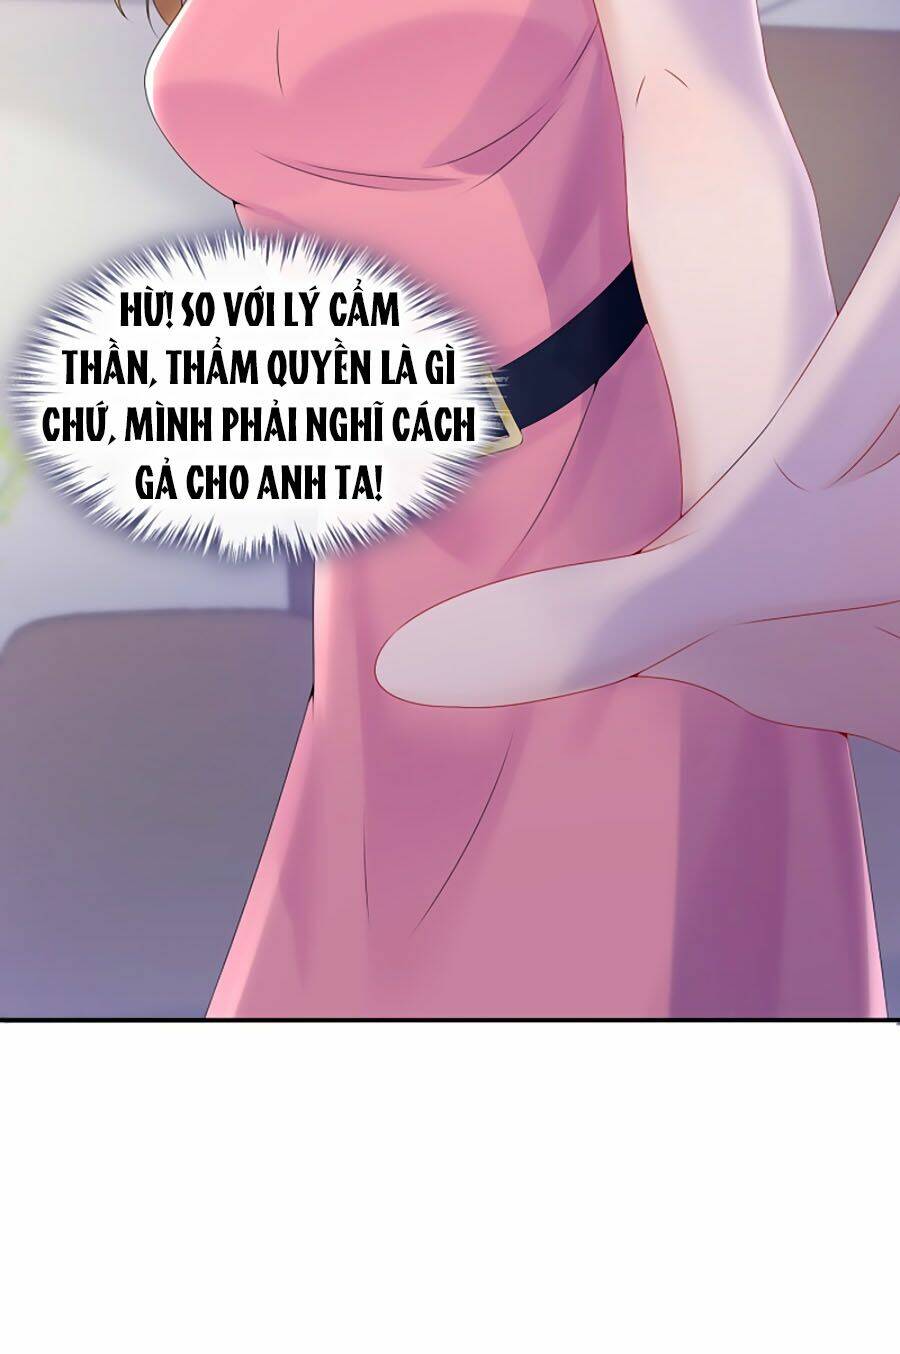 HỪ! SO VỚI LÝ CẨM
THẦN, THẨM QUYỀN LÀ GÌ
CHỨ, MÌNH PHẢI NGHĨ CÁCH
GẢ CHO ANH TA!